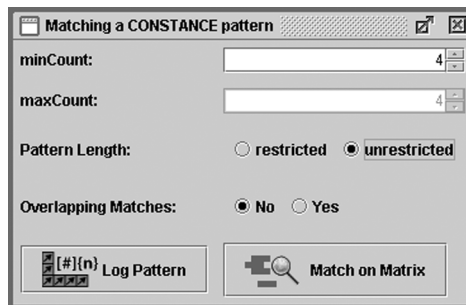 Matching a CONSTANCE pattern
minCount: 4
maxCount: 4
Pattern Length: restricted unrestricted
Overlapping Matches: No Yes
[#]{n} Log Pattern Match on Matrix